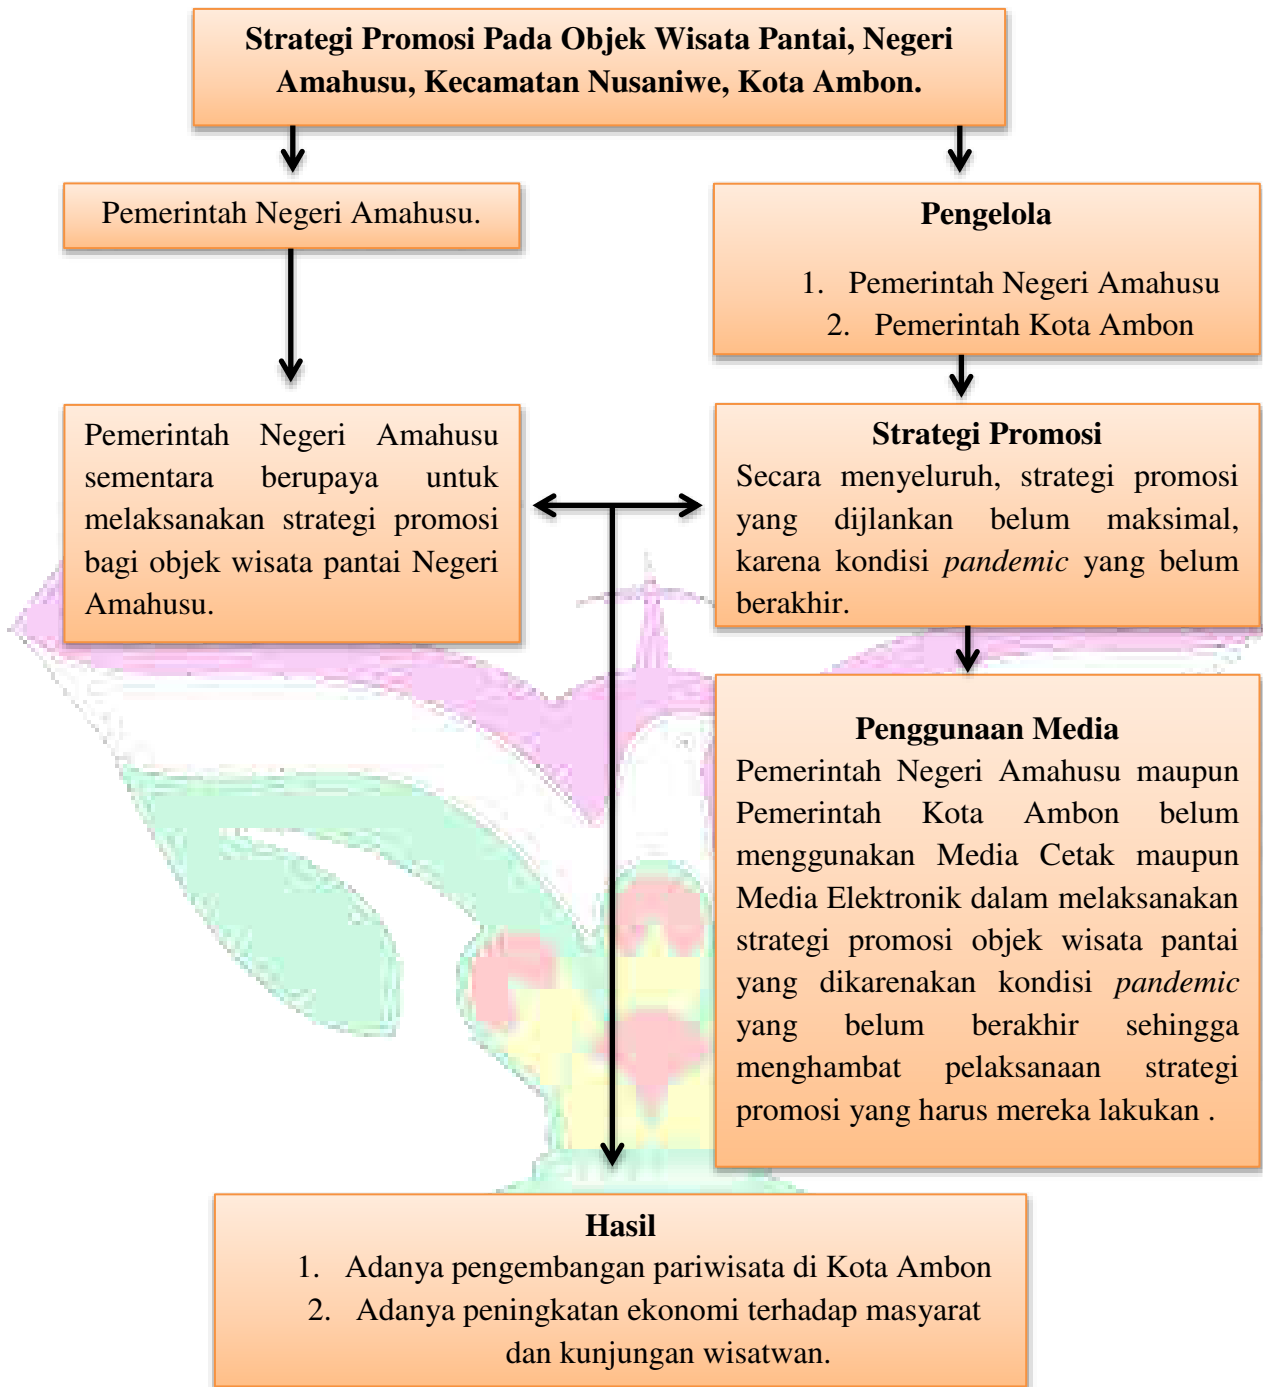 Strategi Promosi Pada Objek Wisata Pantai, Negeri
Amahusu, Kecamatan Nusaniwe, Kota Ambon.
Pemerintah Negeri Amahusu.
Pengelola
1. Pemerintah Negeri Amahusu
2. Pemerintah Kota Ambon
Pemerintah Negeri Amahusu
sementara berupaya untuk
melaksanakan strategi promosi
bagi objek wisata pantai Negeri
Amahusu.
Strategi Promosi
Secara menyeluruh, strategi promosi
yang dijlankan belum maksimal,
karena kondisi pandemic yang belum
berakhir.
Penggunaan Media
Pemerintah Negeri Amahusu maupun
Pemerintah Kota Ambon belum
menggunakan Media Cetak maupun
Media Elektronik dalam melaksanakan
strategi promosi objek wisata pantai
yang dikarenakan kondisi pandemic
yang belum berakhir sehingga
menghambat pelaksanaan strategi
promosi yang harus mereka lakukan .
Hasil
1. Adanya pengembangan pariwisata di Kota Ambon
2. Adanya peningkatan ekonomi terhadap masyarat
dan kunjungan wisatwan.